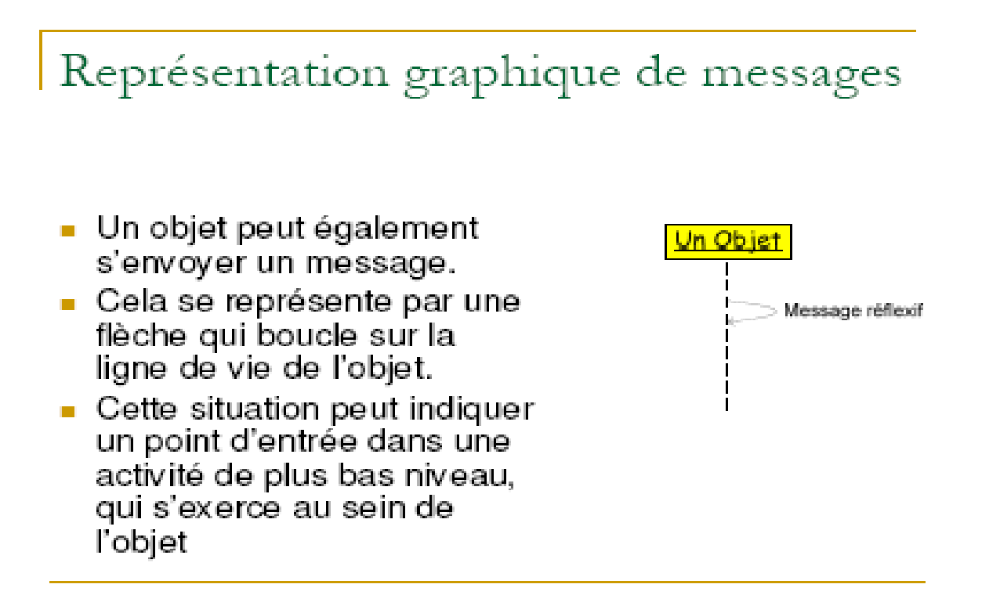 Représentation graphique de messages
Un objet peut également
s'envoyer un message.
Cela se représente par une
flèche qui boucle sur la
ligne de vie de l'objet.
Cette situation peut indiquer
un point d'entrée dans une
activité de plus bas niveau,
qui s'exerce au sein de
l'objet
Un Objet
Message réflexif